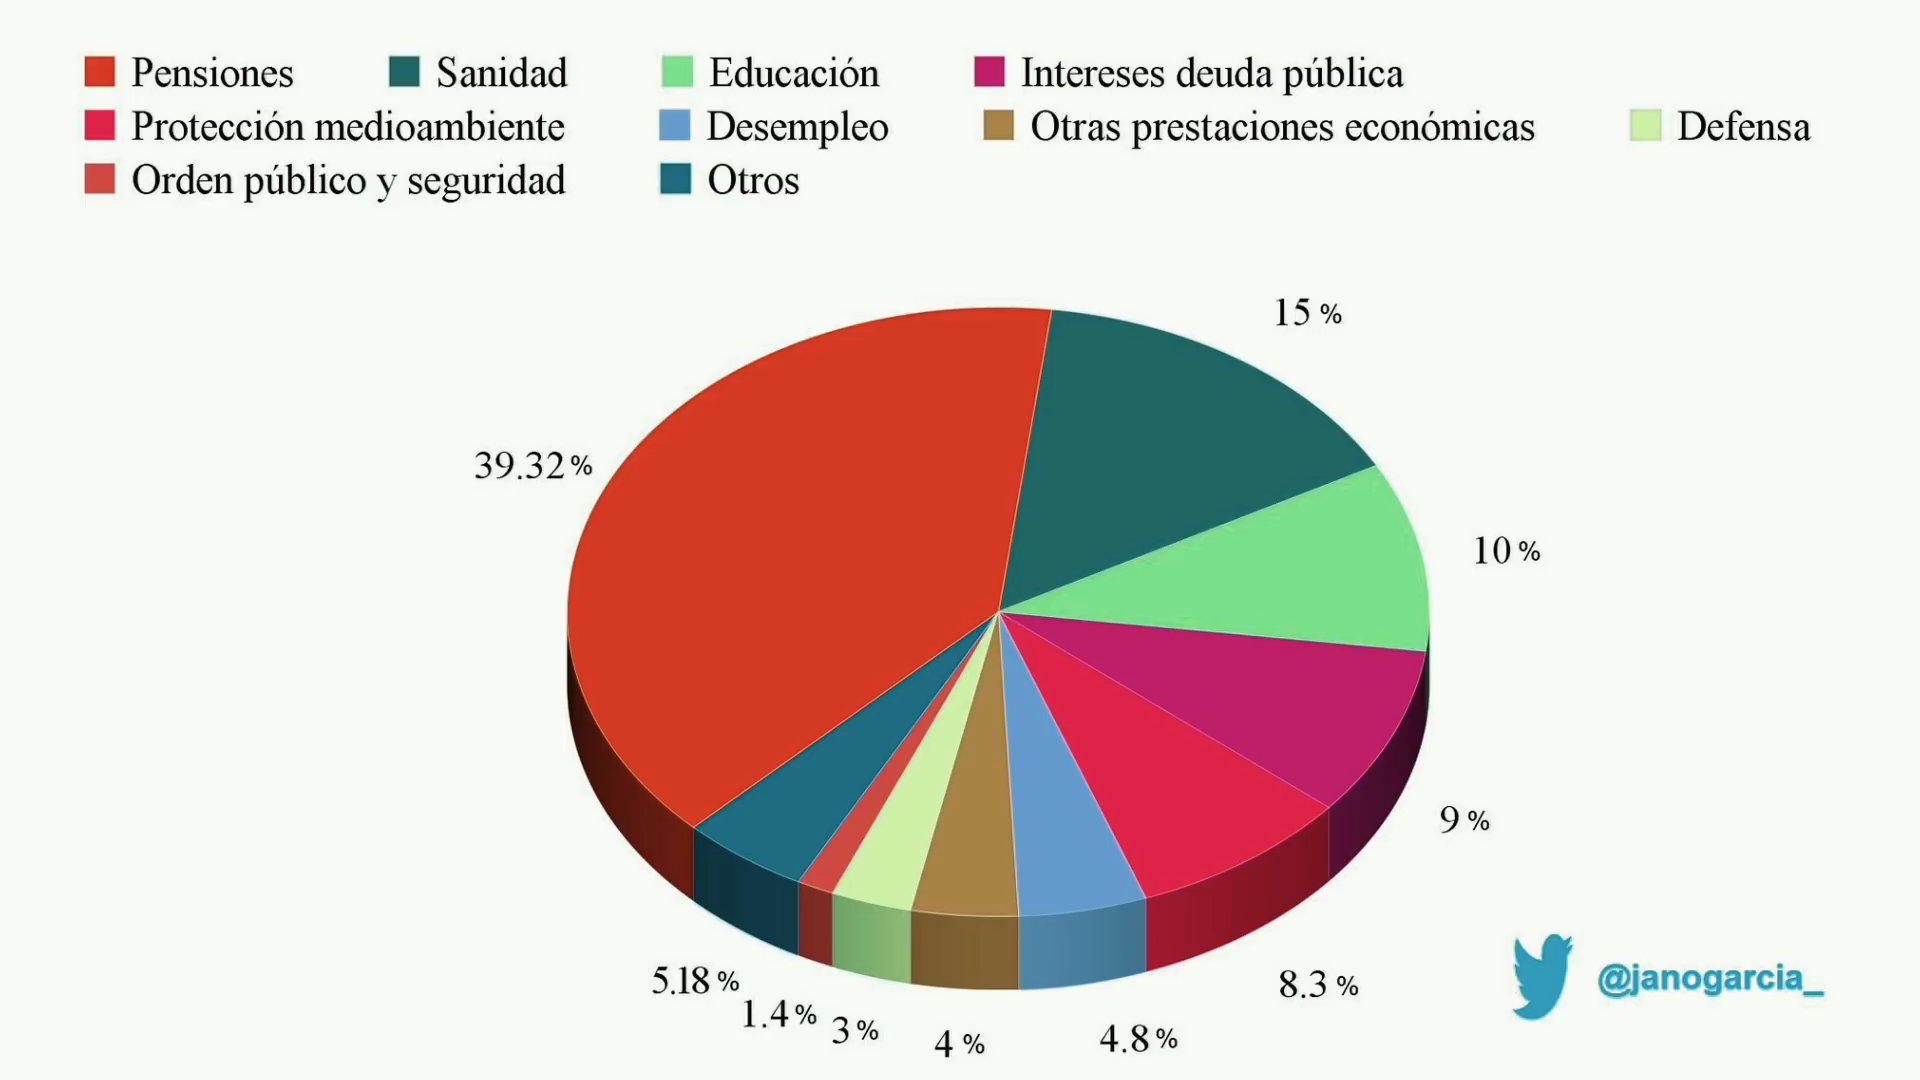 Pensiones Sanidad Educación Intereses deuda pública
Protección medioambiente Desempleo Otras prestaciones económicas Defensa
Orden público y seguridad Otros
15 %
39.32 %
10 %
9 %
5.18 %
8.3 %
1.4 %
3 %
4 %
4.8 %
@janogarcia_